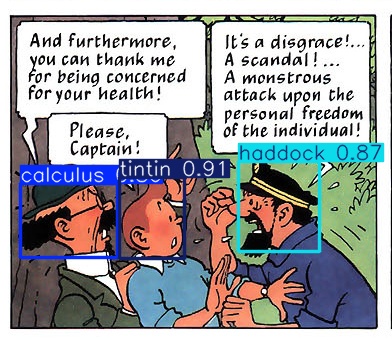 And furthermore,
you can thank me
for being concerned
for your health!
It's a disgrace!...
A scandal!...
A monstrous
attack upon the
personal freedom
of the individual!
Please,
Captain!
calculus
tintin 0.91
haddock 0.87